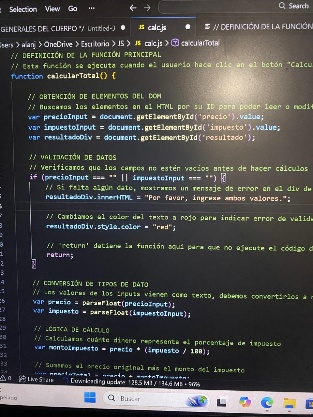 Selection View Go ... ← → Search
GENERALES DEL CUERPO */ Untitled-J ● JS calc.js ● // DEFINICIÓN DE LA FUNCIÓN
Users > alanj > OneDrive > Escritorio > JS > JS calc.js > calcularTotal
// DEFINICIÓN DE LA FUNCIÓN PRINCIPAL
// Esta función se ejecuta cuando el usuario hace clic en el botón "Calcu
function calcularTotal() {
// OBTENCIÓN DE ELEMENTOS DEL DOM
// Buscamos los elementos en el HTML por su ID para poder leer o modif
var precioInput = document.getElementById('precio').value;
var impuestoInput = document.getElementById('impuesto').value;
var resultadoDiv = document.getElementById('resultado');
// VALIDACIÓN DE DATOS
// Verificamos que los campos no estén vacíos antes de hacer cálculos
if (precioInput === "" || impuestoInput === "") {
// Si falta algún dato, mostramos un mensaje de error en el div de
resultadoDiv.innerHTML = "Por favor, ingrese ambos valores.";
// Cambiamos el color del texto a rojo para indicar error de valida
resultadoDiv.style.color = "red";
// 'return' detiene la función aquí para que no ejecute el código d
return;
}
// CONVERSIÓN DE TIPOS DE DATO
// Los valores de los inputs vienen como texto, debemos convertirlos a n
var precio = parseFloat(precioInput);
var impuesto = parseFloat(impuestoInput);
// LÓGICA DE CÁLCULO
// Calculamos cuánto dinero representa el porcentaje de impuesto
var montoImpuesto = precio * (impuesto / 100);
// Sumamos el precio original más el monto del impuesto
0 Live Share Downloading update: 128.5 MB / 134.6 MB • 96%
Buscar